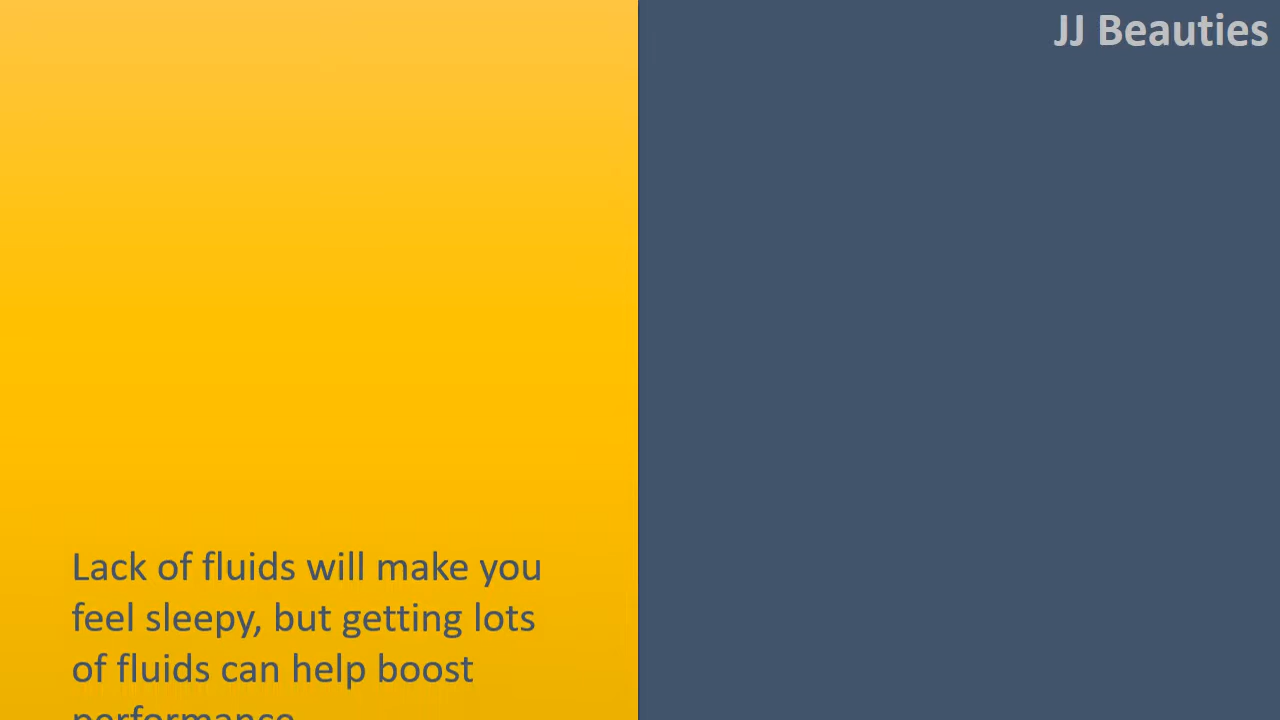 JJ Beauties
Lack of fluids will make you
feel sleepy, but getting lots
of fluids can help boost